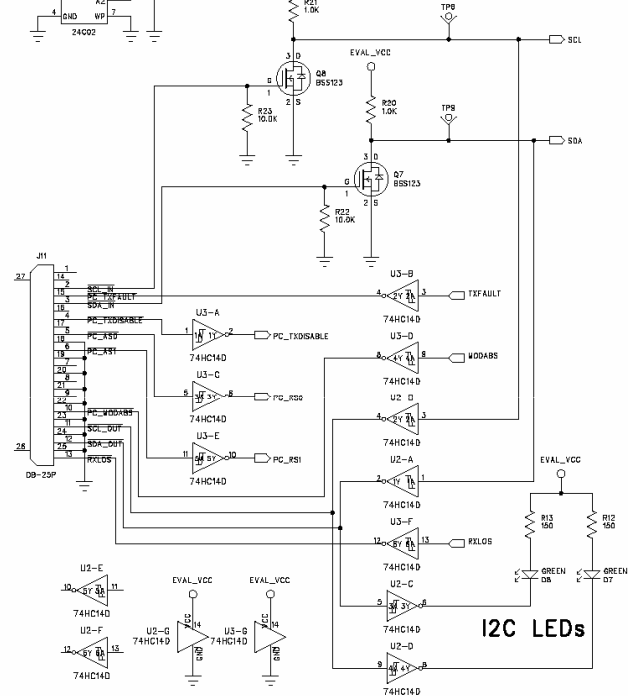 R21
1.0K
TP8
A2
4 GND WP 7
24C02
SCL
3 D
EVAL_VCC
Q8
BSS123
G
1
2 S
R23
10.0K
R20
1.0K
TP9
SDA
3 D
Q7
BSS123
G
1
2 S
R22
10.0K
J11
27
1
14
2 SCL_IN
15 PC_TXFAULT
3 SDA_IN
16
4 PC_TXDISABLE
17
5 PC_AS0
18
6 PC_AS1
19
7
20
8
21
9
22
10 PC_MODABS
23
11 SCL_OUT
24
12 SDA_OUT
25
13 RXLOS
26
DB-25P
U3-B
4 2Y 2A 3 TXFAULT
74HC14D
U3-A
1 1A 1Y 2 PC_TXDISABLE
74HC14D
U3-D
8 4Y 4A 9 MODABS
74HC14D
U3-C
5 3A 3Y 6 PC_RS0
74HC14D
U2-B
4 2Y 2A 3
74HC14D
U3-E
11 5A 5Y 10 PC_RS1
74HC14D
U2-A
2 1Y 1A 1
74HC14D
EVAL_VCC
R13
150
R12
150
U3-F
12 6Y 6A 13 RXLOS
74HC14D
GREEN
D8
GREEN
D7
U2-E
10 5Y 5A 11
74HC14D
EVAL_VCC
EVAL_VCC
U2-C
5 3A 3Y 6
74HC14D
I2C LEDs
U2-F
12 6Y 6A 13
74HC14D
VCC 14
U2-G
74HC14D
GND 7
VCC 14
U3-G
74HC14D
GND 7
U2-D
9 4A 4Y 8
74HC14D